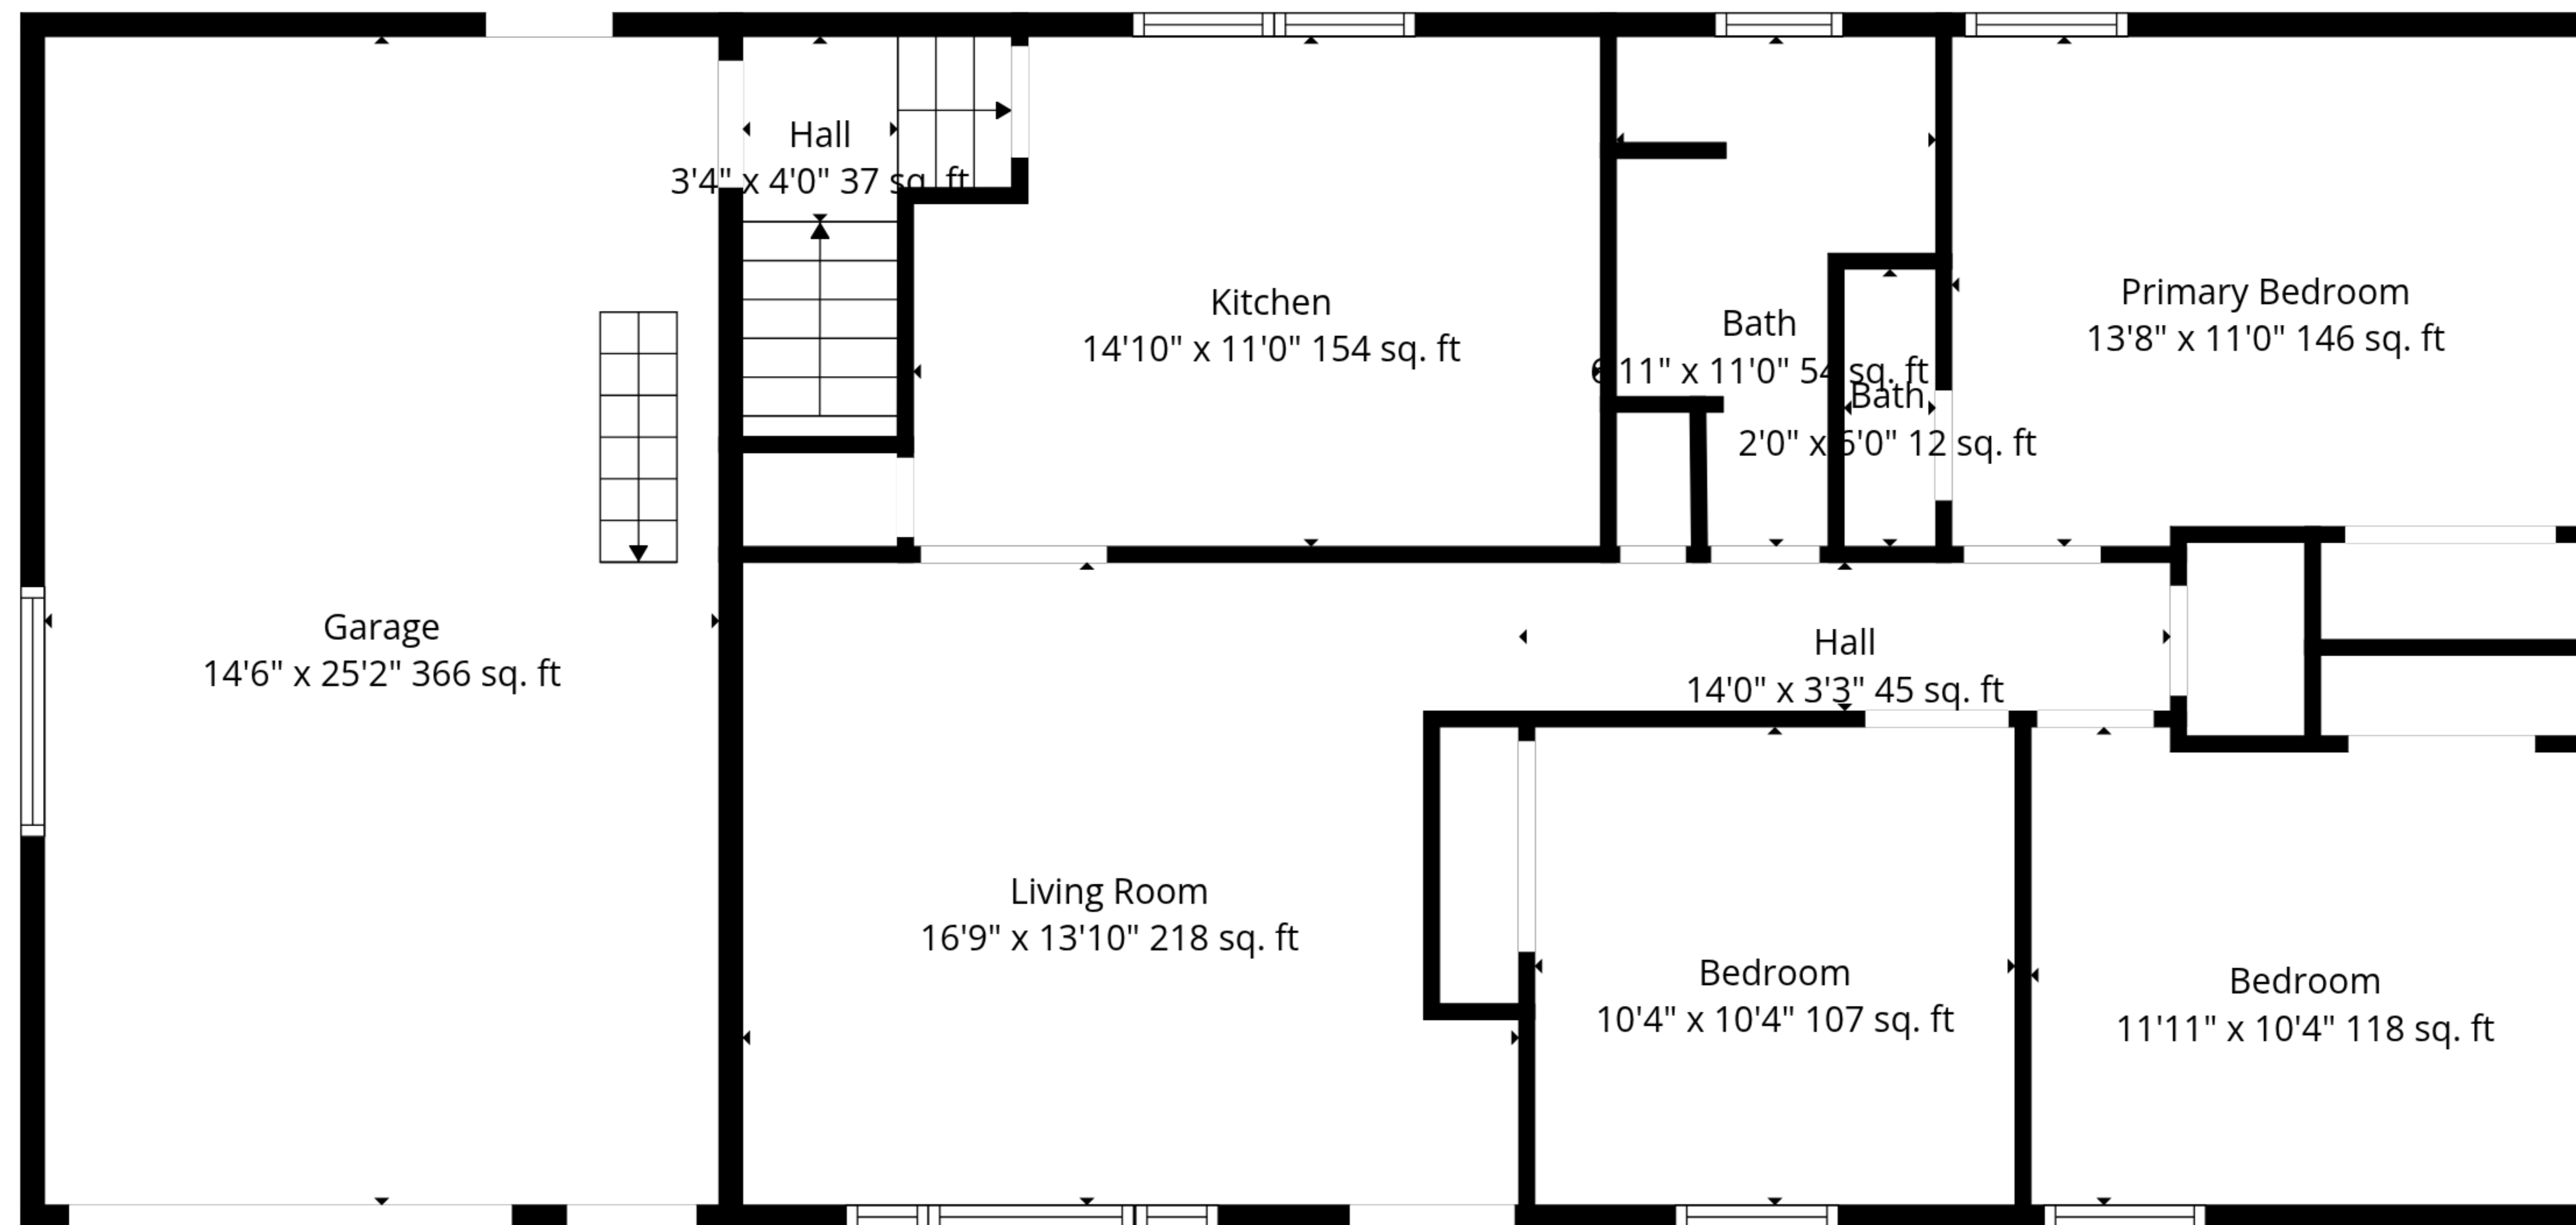 Hall
3'4" x 4'0" 37 sq. ft
Kitchen
14'10" x 11'0" 154 sq. ft
Primary Bedroom
13'8" x 11'0" 146 sq. ft
Bath
6'11" x 11'0" 54 sq. ft
Bath
2'0" x 6'0" 12 sq. ft
Garage
14'6" x 25'2" 366 sq. ft
Hall
14'0" x 3'3" 45 sq. ft
Living Room
16'9" x 13'10" 218 sq. ft
Bedroom
10'4" x 10'4" 107 sq. ft
Bedroom
11'11" x 10'4" 118 sq. ft